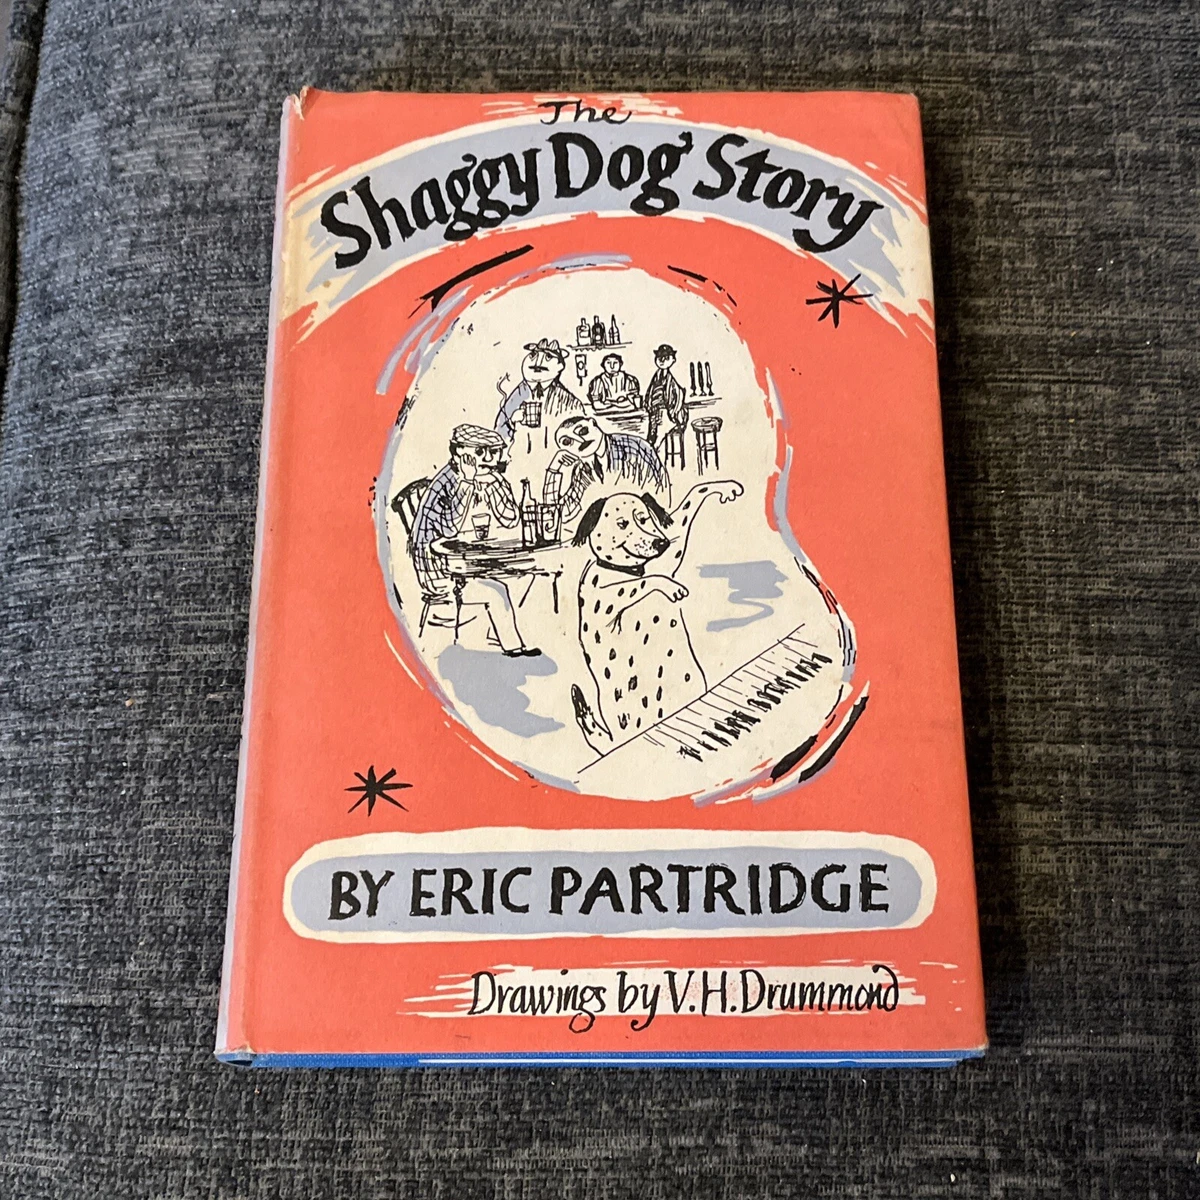 The
Shaggy Dog Story
BY ERIC PARTRIDGE
Drawings by V.H.Drummond